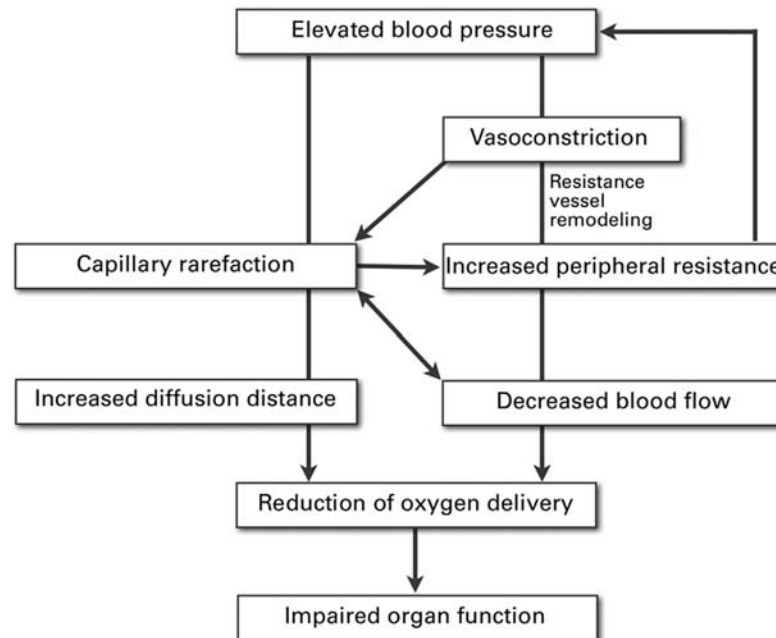 Elevated blood pressure
Vasoconstriction
Resistance
vessel
remodeling
Capillary rarefaction
Increased peripheral resistance
Increased diffusion distance
Decreased blood flow
Reduction of oxygen delivery
Impaired organ function